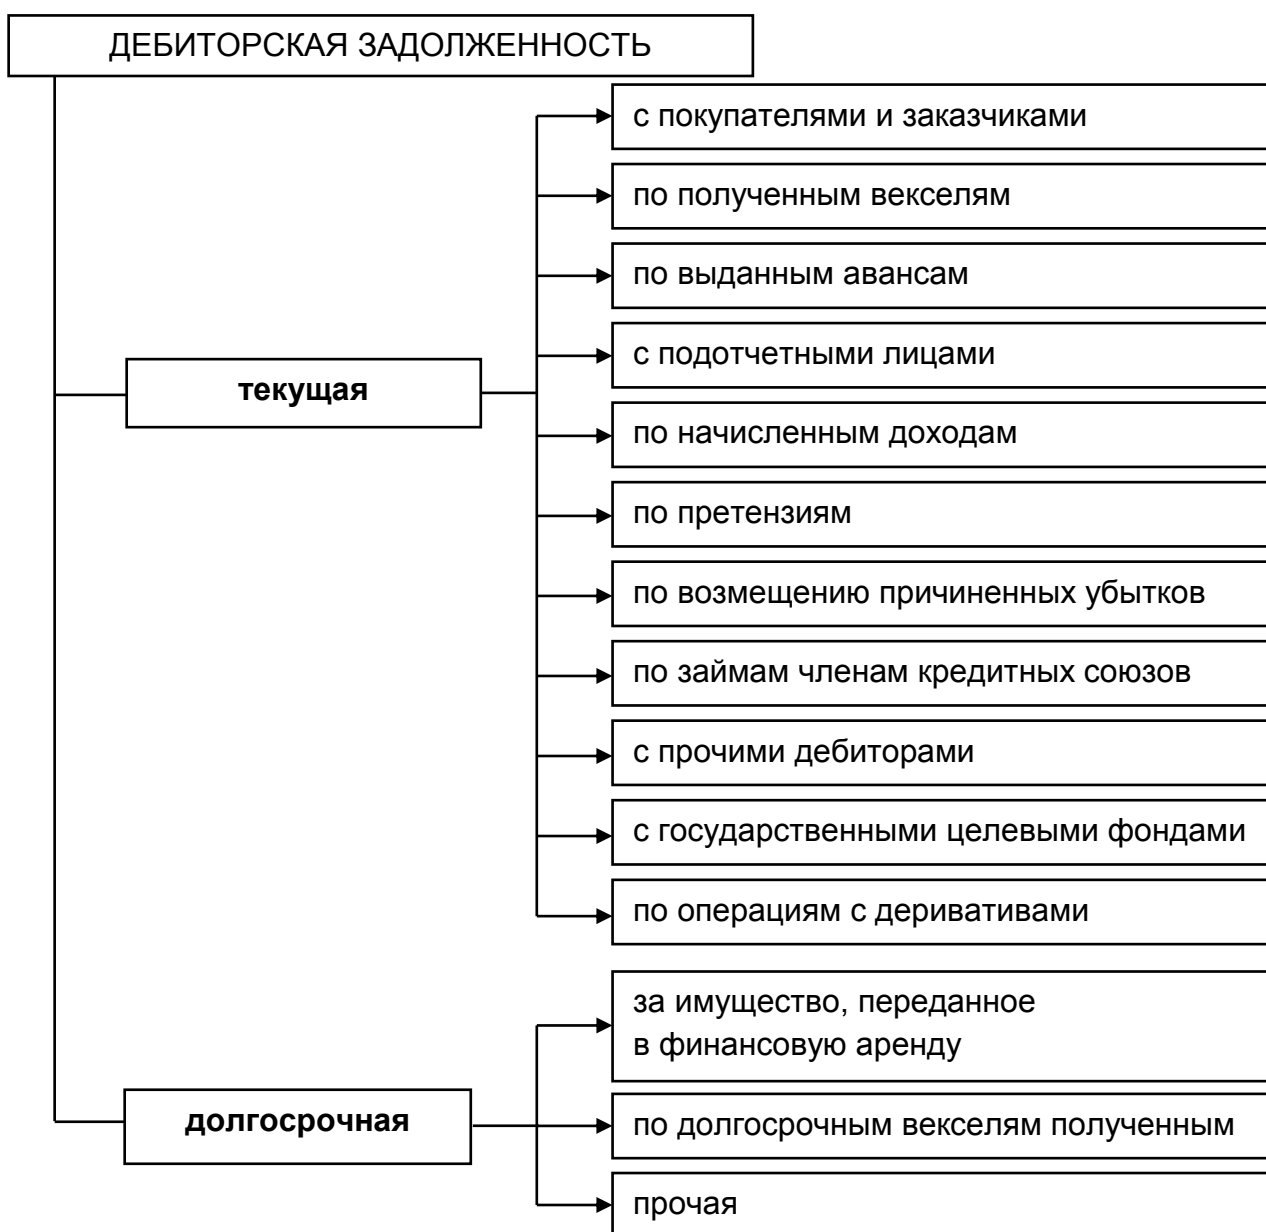 ДЕБИТОРСКАЯ ЗАДОЛЖЕННОСТЬ
с покупателями и заказчиками
по полученным векселям
по выданным авансам
с подотчетными лицами
текущая
по начисленным доходам
по претензиям
по возмещению причиненных убытков
по займам членам кредитных союзов
с прочими дебиторами
с государственными целевыми фондами
по операциям с деривативами
за имущество, переданное
в финансовую аренду
долгосрочная
по долгосрочным векселям полученным
прочая